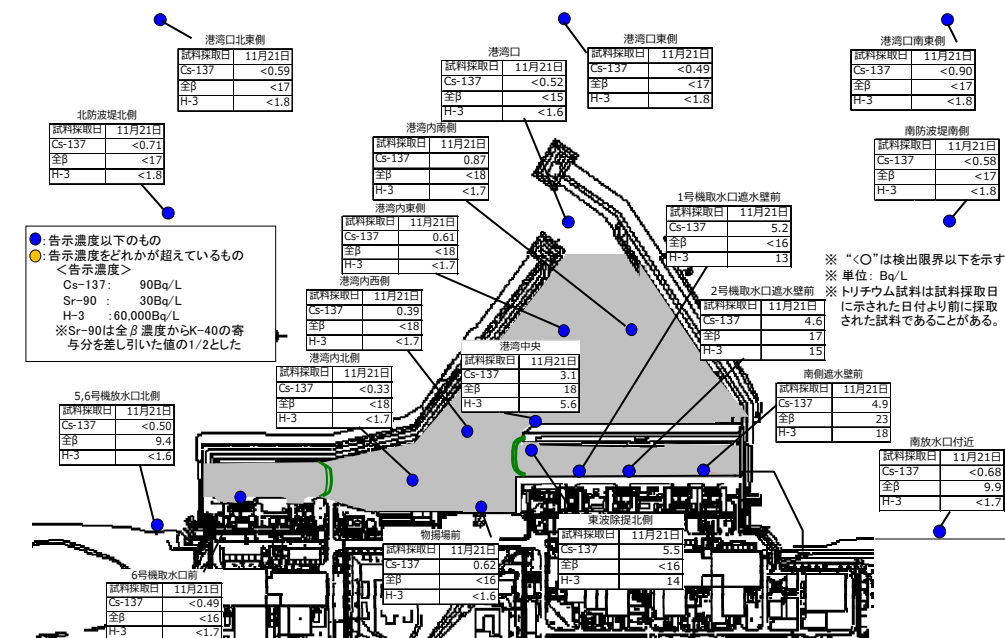 港湾口北東側
試料採取日 11月21日
Cs-137 <0.59
全β <17
H-3 <1.8
港湾口
試料採取日 11月21日
Cs-137 <0.52
全β <15
H-3 <1.6
港湾口東側
試料採取日 11月21日
Cs-137 <0.49
全β <17
H-3 <1.8
港湾口南東側
試料採取日 11月21日
Cs-137 <0.90
全β <17
H-3 <1.8
北防波堤北側
試料採取日 11月21日
Cs-137 <0.71
全β <17
H-3 <1.8
港湾内南側
試料採取日 11月21日
Cs-137 0.87
全β <18
H-3 <1.7
南防波堤南側
試料採取日 11月21日
Cs-137 <0.58
全β <17
H-3 <1.8
港湾内東側
試料採取日 11月21日
Cs-137 0.61
全β <18
H-3 <1.7
1号機取水口遮水壁前
試料採取日 11月21日
Cs-137 5.2
全β <16
H-3 13
:告示濃度以下のもの
:告示濃度をどれかが超えているもの
<告示濃度>
Cs-137: 90Bq/L
Sr-90 : 30Bq/L
H-3 :60,000Bq/L
※Sr-90は全β濃度からK-40の寄
与分を差し引いた値の1/2とした
※ “<○”は検出限界以下を示す
※ 単位: Bq/L
※ トリチウム試料は試料採取日
に示された日付より前に採取
された試料であることがある。
港湾内西側
試料採取日 11月21日
Cs-137 0.39
全β <18
H-3 <1.7
2号機取水口遮水壁前
試料採取日 11月21日
Cs-137 4.6
全β 17
H-3 15
港湾中央
試料採取日 11月21日
Cs-137 3.1
全β 18
H-3 5.6
港湾内北側
試料採取日 11月21日
Cs-137 <0.33
全β <18
H-3 <1.7
南側遮水壁前
試料採取日 11月21日
Cs-137 4.9
全β 23
H-3 18
5,6号機放水口北側
試料採取日 11月21日
Cs-137 <0.50
全β 9.4
H-3 <1.6
南放水口付近
試料採取日 11月21日
Cs-137 <0.68
全β 9.9
H-3 <1.7
東波除堤北側
試料採取日 11月21日
Cs-137 5.5
全β <16
H-3 14
物揚場前
試料採取日 11月21日
Cs-137 0.62
全β <16
H-3 <1.6
6号機取水口前
試料採取日 11月21日
Cs-137 <0.49
全β <16
H-3 <1.7